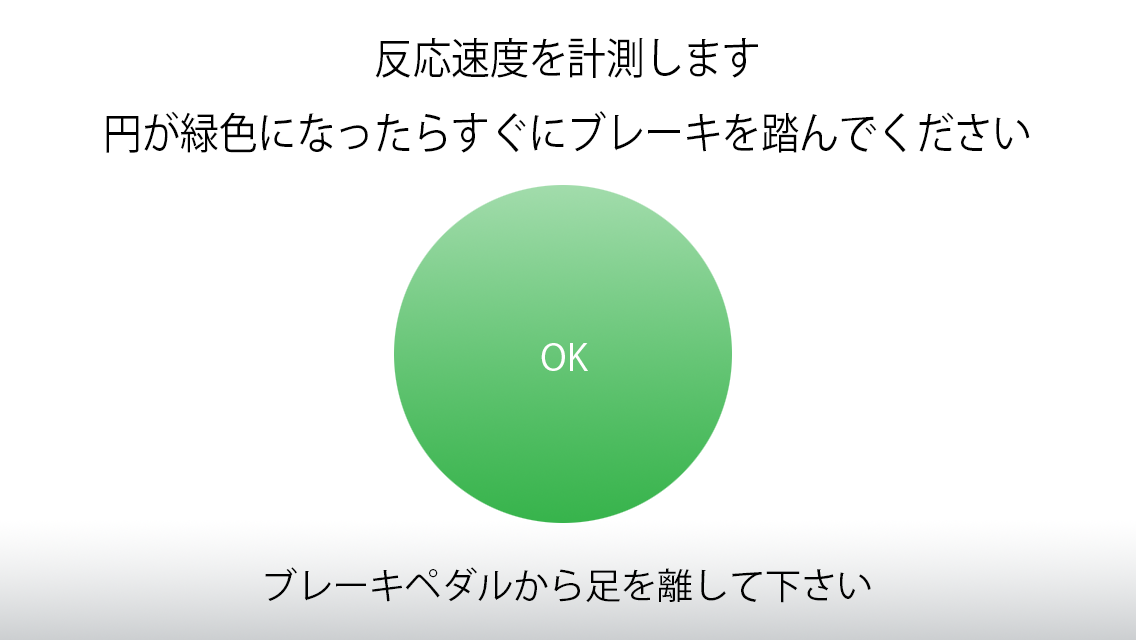 反応速度を計測します
円が緑色になったらすぐにブレーキを踏んでください
OK
ブレーキペダルから足を離して下さい